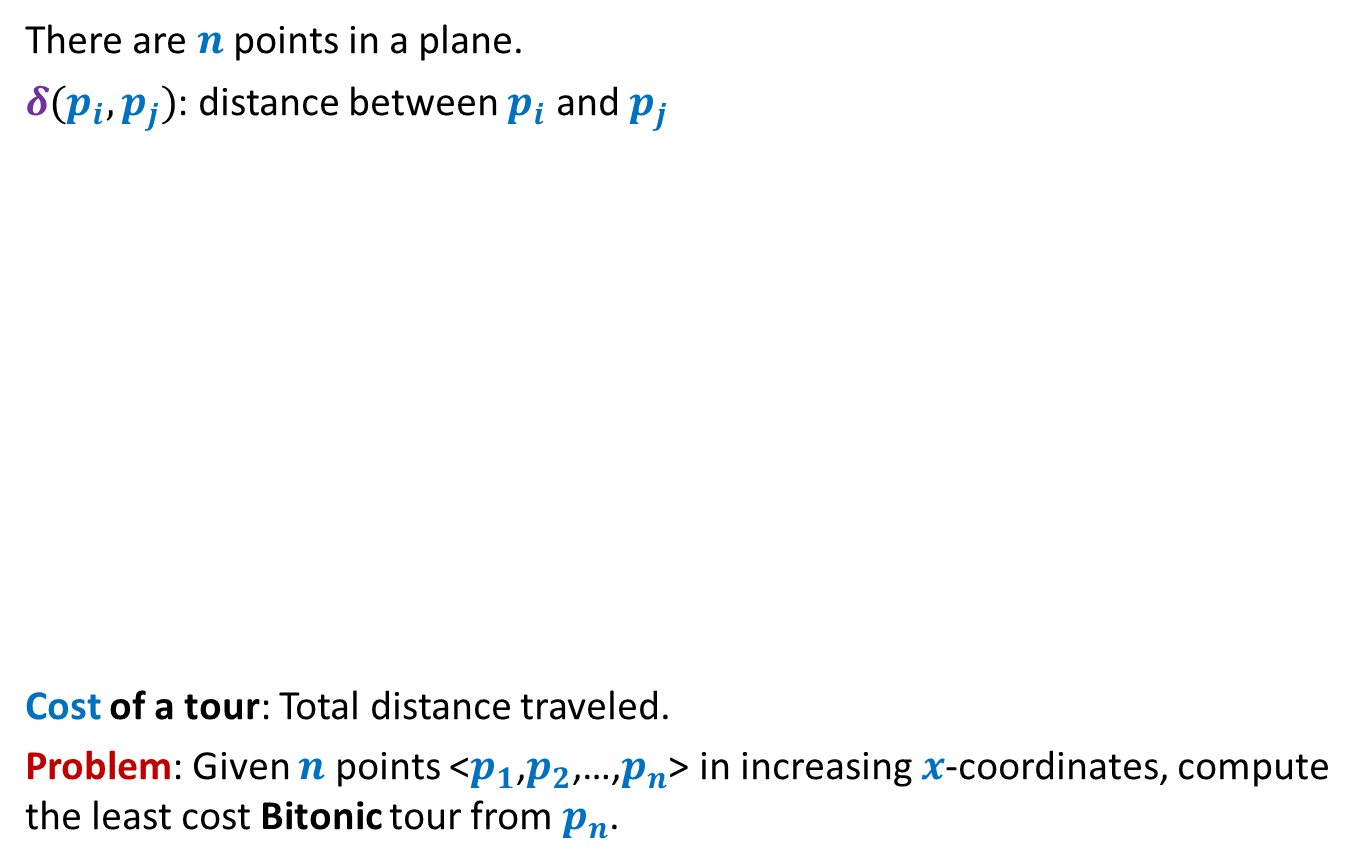 There are n points in a plane.
δ(pᵢ, pⱼ): distance between pᵢ and pⱼ
Cost of a tour: Total distance traveled.
Problem: Given n points <p₁,p₂,…,pₙ> in increasing x-coordinates, compute
the least cost Bitonic tour from pₙ.